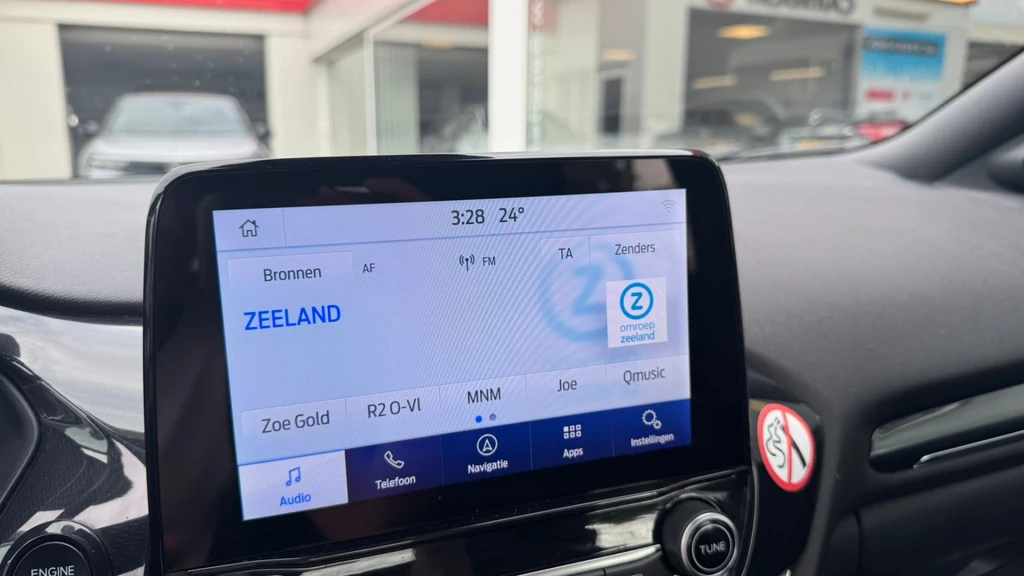 3:28 24°
Bronnen AF FM TA Zenders
ZEELAND
Z
omroep
zeeland
Zoe Gold R2 O-Vl MNM Joe Qmusic
Audio Telefoon Navigatie Apps Instellingen
TUNE
ENGINE